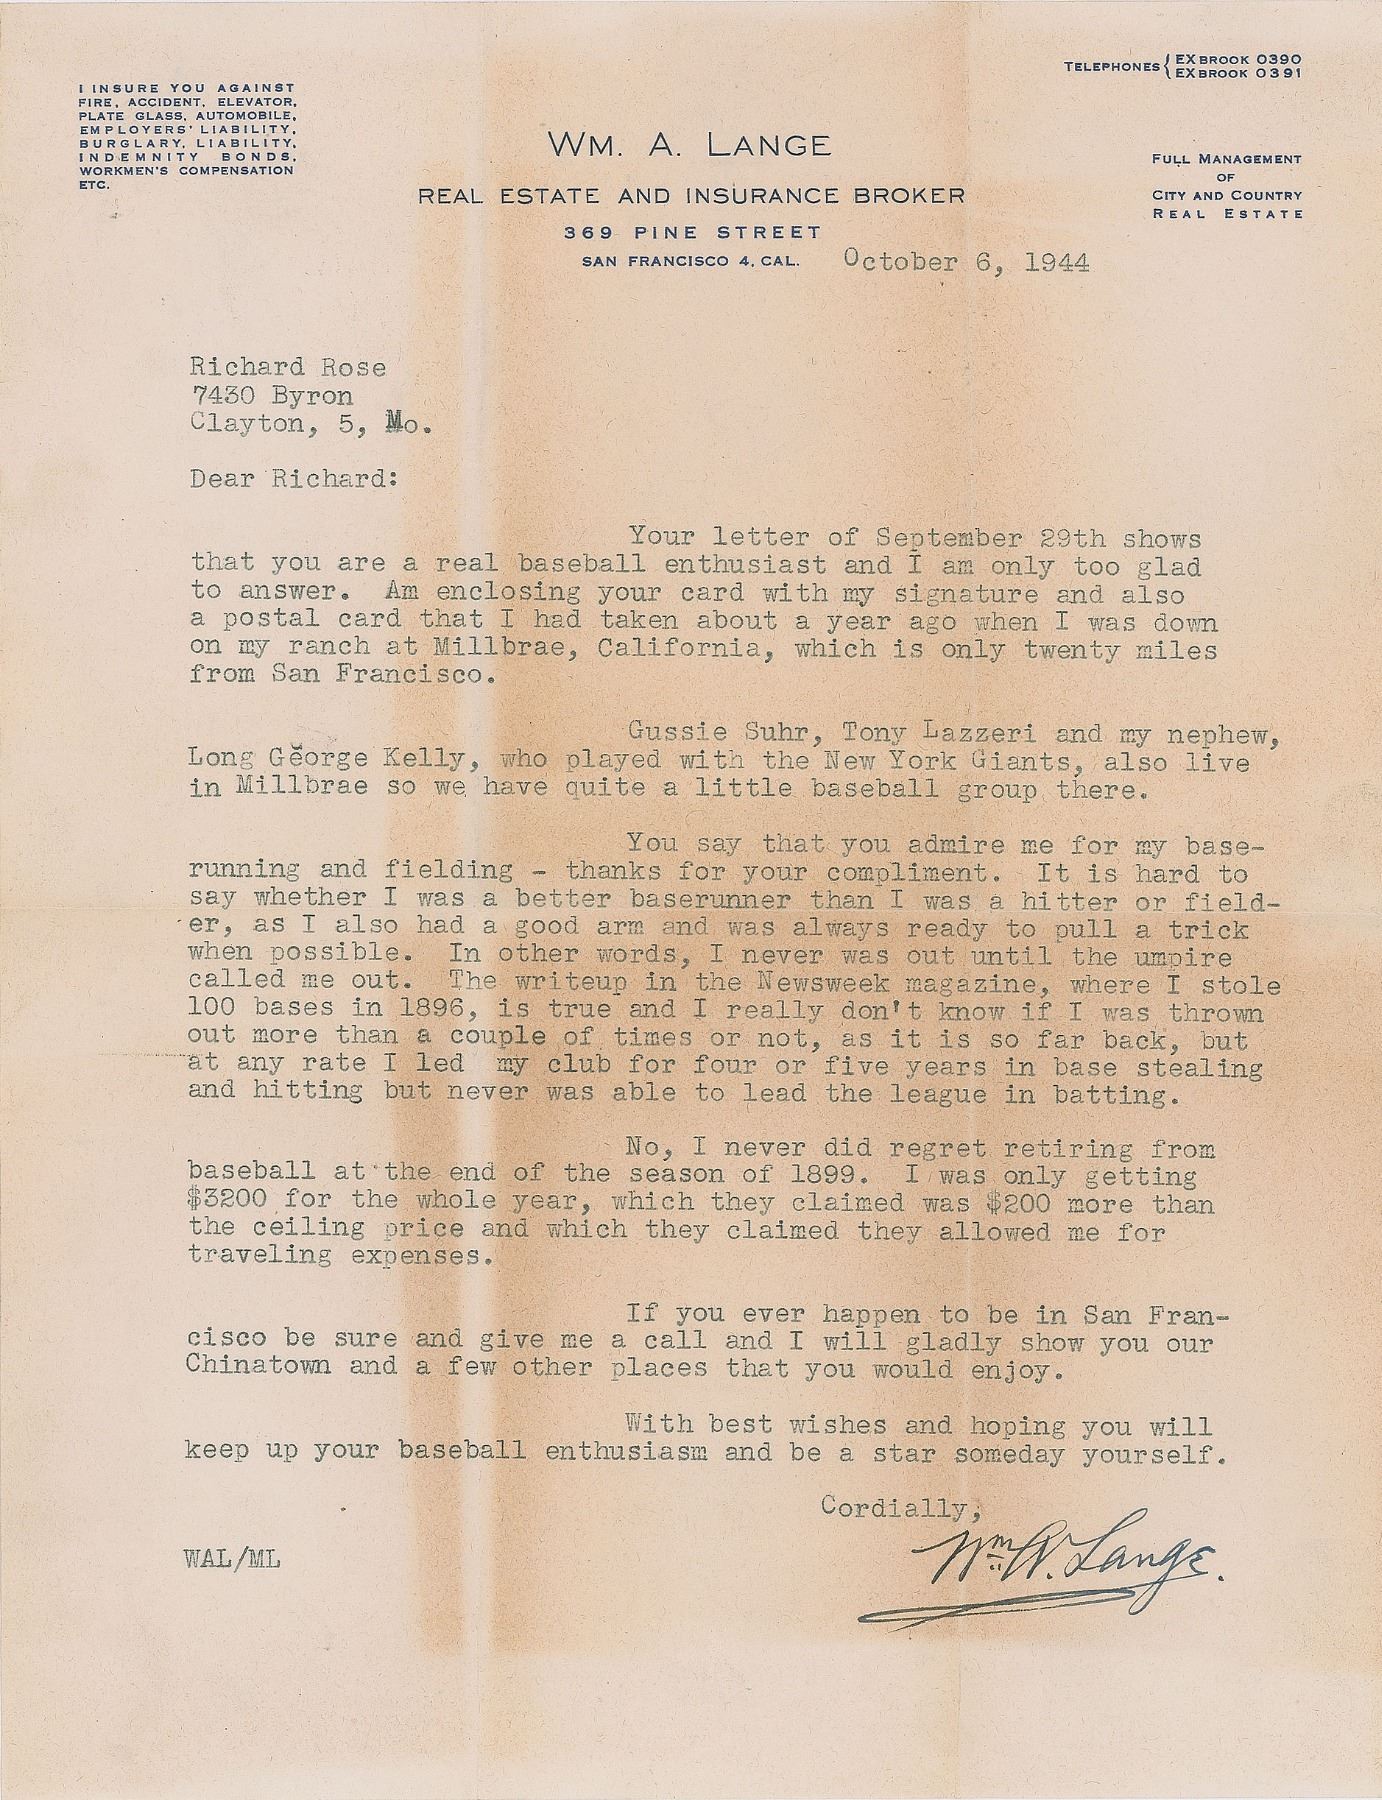 I INSURE YOU AGAINST
FIRE, ACCIDENT, ELEVATOR,
PLATE GLASS, AUTOMOBILE,
EMPLOYERS' LIABILITY,
BURGLARY, LIABILITY,
INDEMNITY BONDS,
WORKMEN'S COMPENSATION
ETC.
TELEPHONES { EXBROOK 0390
EXBROOK 0391
WM. A. LANGE
REAL ESTATE AND INSURANCE BROKER
369 PINE STREET
SAN FRANCISCO 4, CAL.
FULL MANAGEMENT
OF
CITY AND COUNTRY
REAL ESTATE
October 6, 1944
Richard Rose
7430 Byron
Clayton, 5, Mo.
Dear Richard:
Your letter of September 29th shows
that you are a real baseball enthusiast and I am only too glad
to answer. Am enclosing your card with my signature and also
a postal card that I had taken about a year ago when I was down
on my ranch at Millbrae, California, which is only twenty miles
from San Francisco.
Gussie Suhr, Tony Lazzeri and my nephew,
Long George Kelly, who played with the New York Giants, also live
in Millbrae so we have quite a little baseball group there.
You say that you admire me for my base-
running and fielding - thanks for your compliment. It is hard to
say whether I was a better baserunner than I was a hitter or field-
er, as I also had a good arm and was always ready to pull a trick
when possible. In other words, I never was out until the umpire
called me out. The writeup in the Newsweek magazine, where I stole
100 bases in 1896, is true and I really don't know if I was thrown
out more than a couple of times or not, as it is so far back, but
at any rate I led my club for four or five years in base stealing
and hitting but never was able to lead the league in batting.
No, I never did regret retiring from
baseball at the end of the season of 1899. I was only getting
$3200 for the whole year, which they claimed was $200 more than
the ceiling price and which they claimed they allowed me for
traveling expenses.
If you ever happen to be in San Fran-
cisco be sure and give me a call and I will gladly show you our
Chinatown and a few other places that you would enjoy.
With best wishes and hoping you will
keep up your baseball enthusiasm and be a star someday yourself.
Cordially,
Wm A. Lange.
WAL/ML